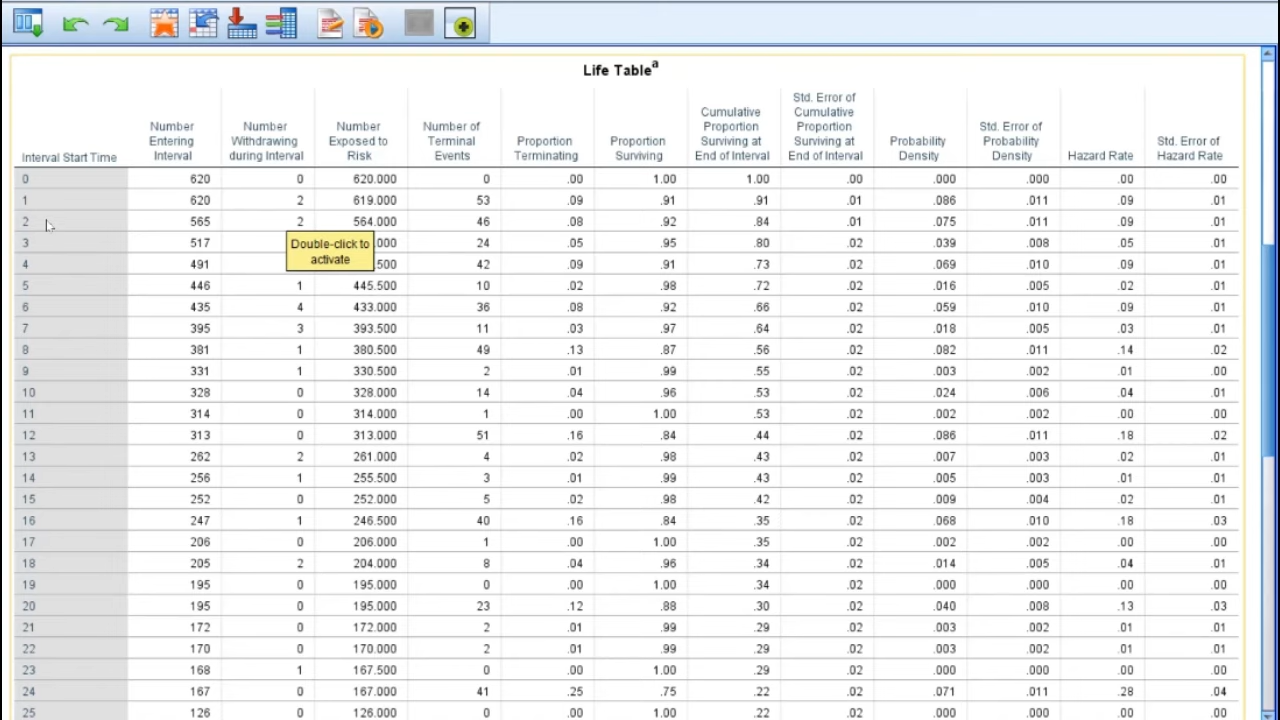 Life Table a
Interval Start Time Number Entering Interval Number Withdrawing during Interval Number Exposed to Risk Number of Terminal Events Proportion Terminating Proportion Surviving Cumulative Proportion Surviving at End of Interval Std. Error of Cumulative Proportion Surviving at End of Interval Probability Density Std. Error of Probability Density Hazard Rate Std. Error of Hazard Rate
0 620 0 620.000 0 .00 1.00 1.00 .00 .000 .000 .00 .00
1 620 2 619.000 53 .09 .91 .91 .01 .086 .011 .09 .01
2 565 2 564.000 46 .08 .92 .84 .01 .075 .011 .09 .01
3 517 .000 24 .05 .95 .80 .02 .039 .008 .05 .01
Double-click to
activate
4 491 .500 42 .09 .91 .73 .02 .069 .010 .09 .01
5 446 1 445.500 10 .02 .98 .72 .02 .016 .005 .02 .01
6 435 4 433.000 36 .08 .92 .66 .02 .059 .010 .09 .01
7 395 3 393.500 11 .03 .97 .64 .02 .018 .005 .03 .01
8 381 1 380.500 49 .13 .87 .56 .02 .082 .011 .14 .02
9 331 1 330.500 2 .01 .99 .55 .02 .003 .002 .01 .00
10 328 0 328.000 14 .04 .96 .53 .02 .024 .006 .04 .01
11 314 0 314.000 1 .00 1.00 .53 .02 .002 .002 .00 .00
12 313 0 313.000 51 .16 .84 .44 .02 .086 .011 .18 .02
13 262 2 261.000 4 .02 .98 .43 .02 .007 .003 .02 .01
14 256 1 255.500 3 .01 .99 .43 .02 .005 .003 .01 .01
15 252 0 252.000 5 .02 .98 .42 .02 .009 .004 .02 .01
16 247 1 246.500 40 .16 .84 .35 .02 .068 .010 .18 .03
17 206 0 206.000 1 .00 1.00 .35 .02 .002 .002 .00 .00
18 205 2 204.000 8 .04 .96 .34 .02 .014 .005 .04 .01
19 195 0 195.000 0 .00 1.00 .34 .02 .000 .000 .00 .00
20 195 0 195.000 23 .12 .88 .30 .02 .040 .008 .13 .03
21 172 0 172.000 2 .01 .99 .29 .02 .003 .002 .01 .01
22 170 0 170.000 2 .01 .99 .29 .02 .003 .002 .01 .01
23 168 1 167.500 0 .00 1.00 .29 .02 .000 .000 .00 .00
24 167 0 167.000 41 .25 .75 .22 .02 .071 .011 .28 .04
25 126 0 126.000 0 .00 1.00 .22 .02 .000 .000 .00 .00